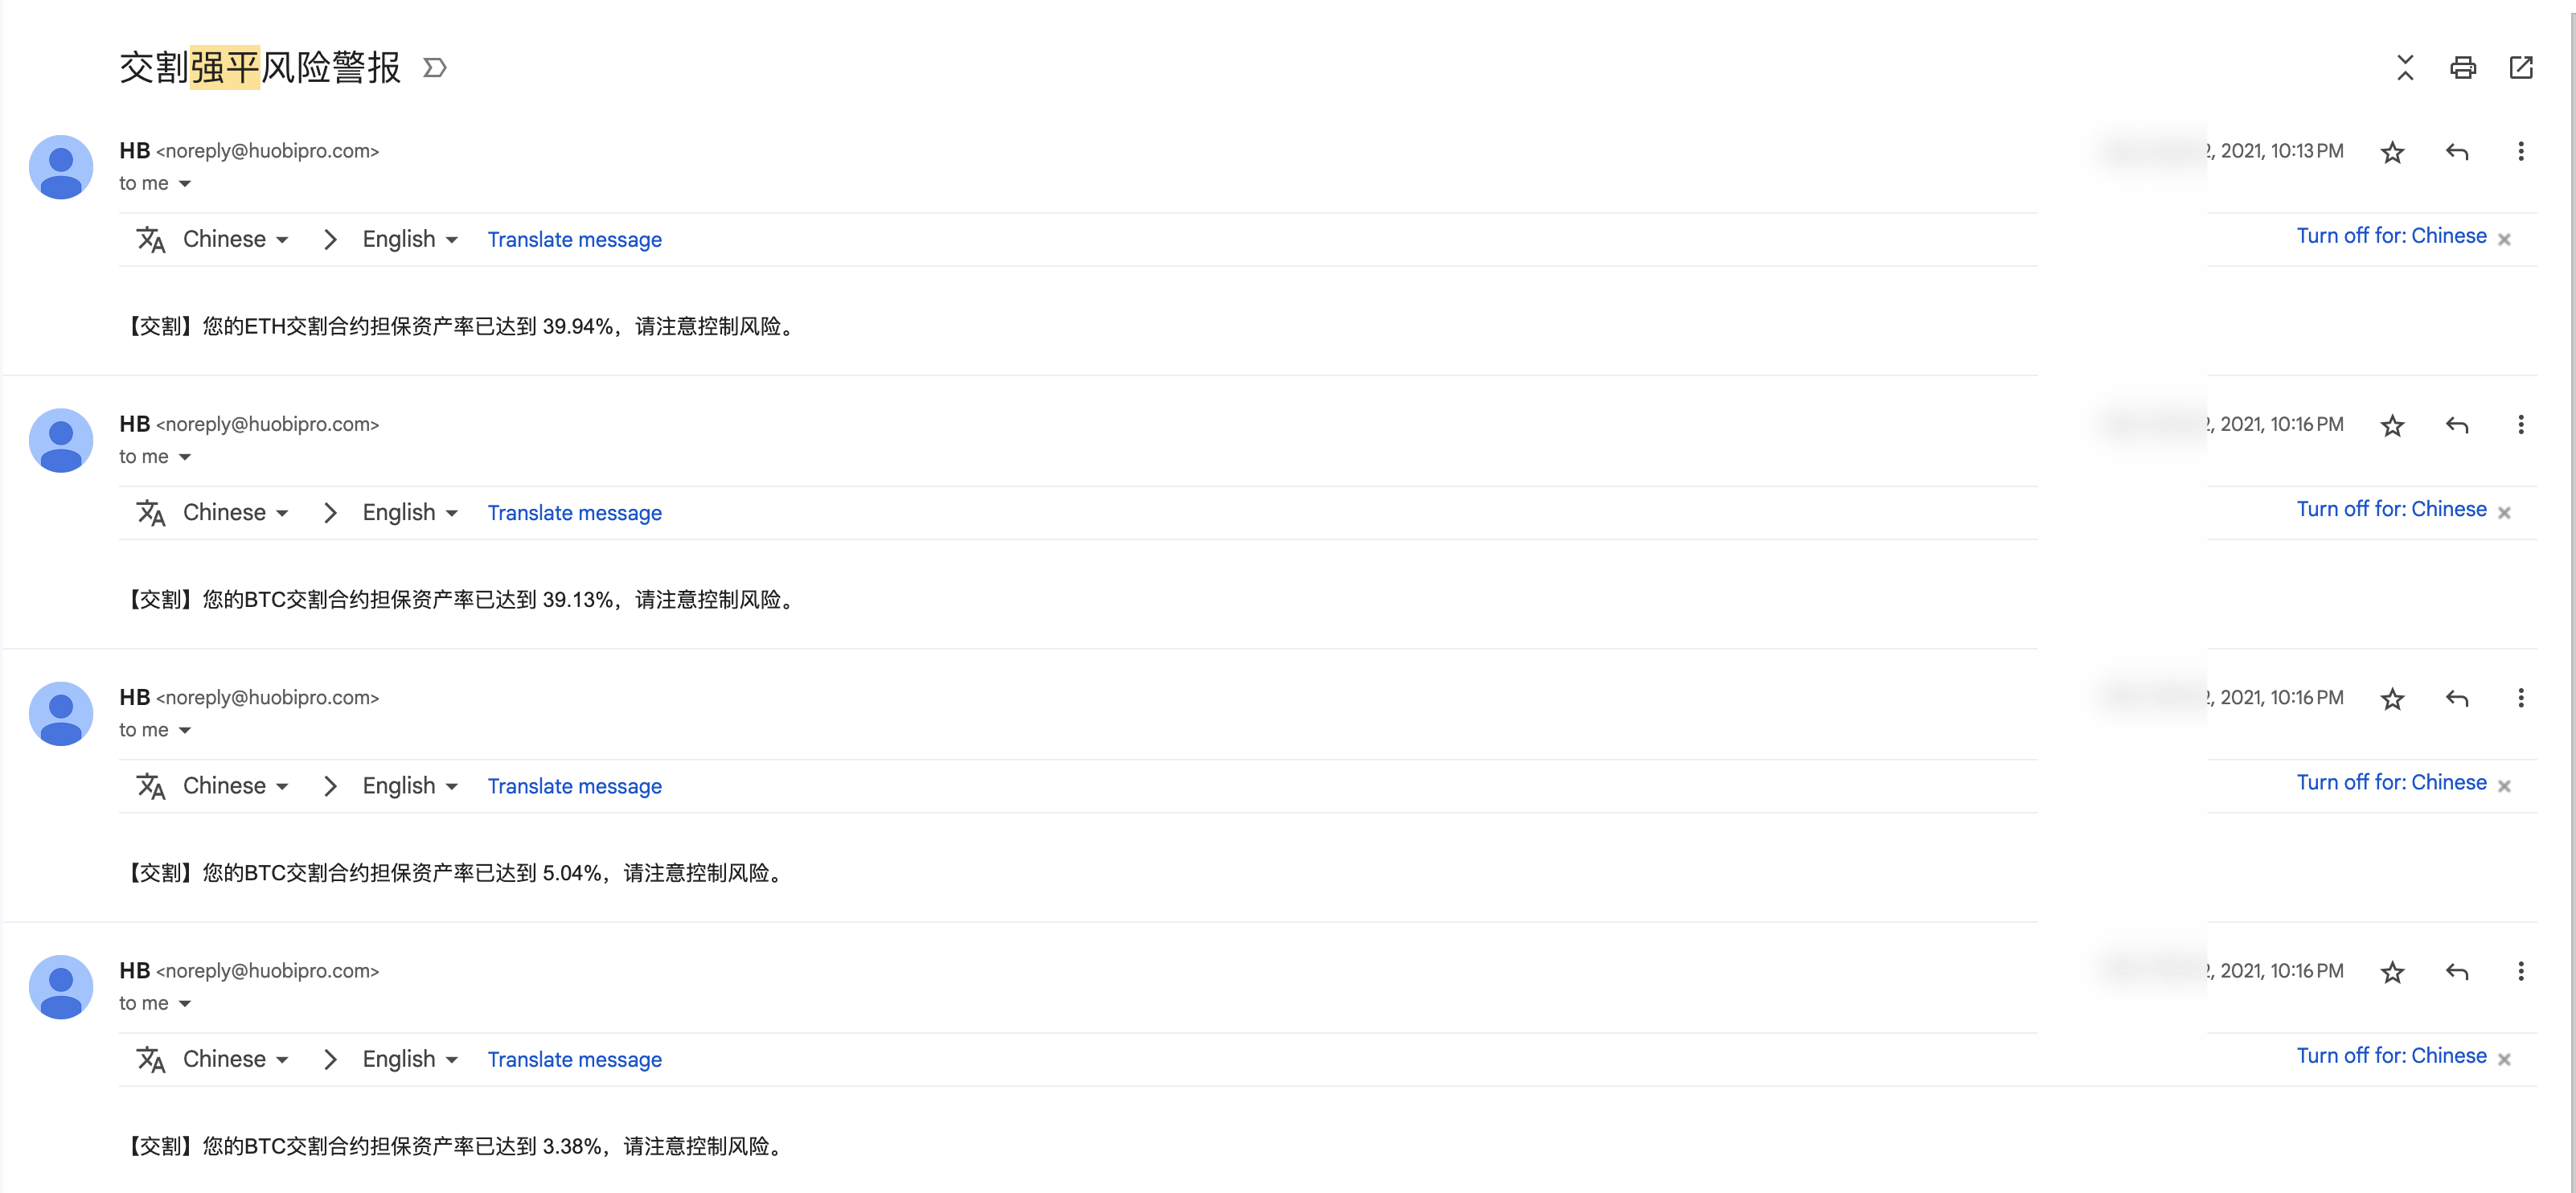 交割强平风险警报
HB <noreply@huobipro.com>
2, 2021, 10:13 PM
to me
Chinese > English Translate message
Turn off for: Chinese
【交割】您的ETH交割合约担保资产率已达到 39.94%，请注意控制风险。
HB <noreply@huobipro.com>
2, 2021, 10:16 PM
to me
Chinese > English Translate message
Turn off for: Chinese
【交割】您的BTC交割合约担保资产率已达到 39.13%，请注意控制风险。
HB <noreply@huobipro.com>
2, 2021, 10:16 PM
to me
Chinese > English Translate message
Turn off for: Chinese
【交割】您的BTC交割合约担保资产率已达到 5.04%，请注意控制风险。
HB <noreply@huobipro.com>
2, 2021, 10:16 PM
to me
Chinese > English Translate message
Turn off for: Chinese
【交割】您的BTC交割合约担保资产率已达到 3.38%，请注意控制风险。